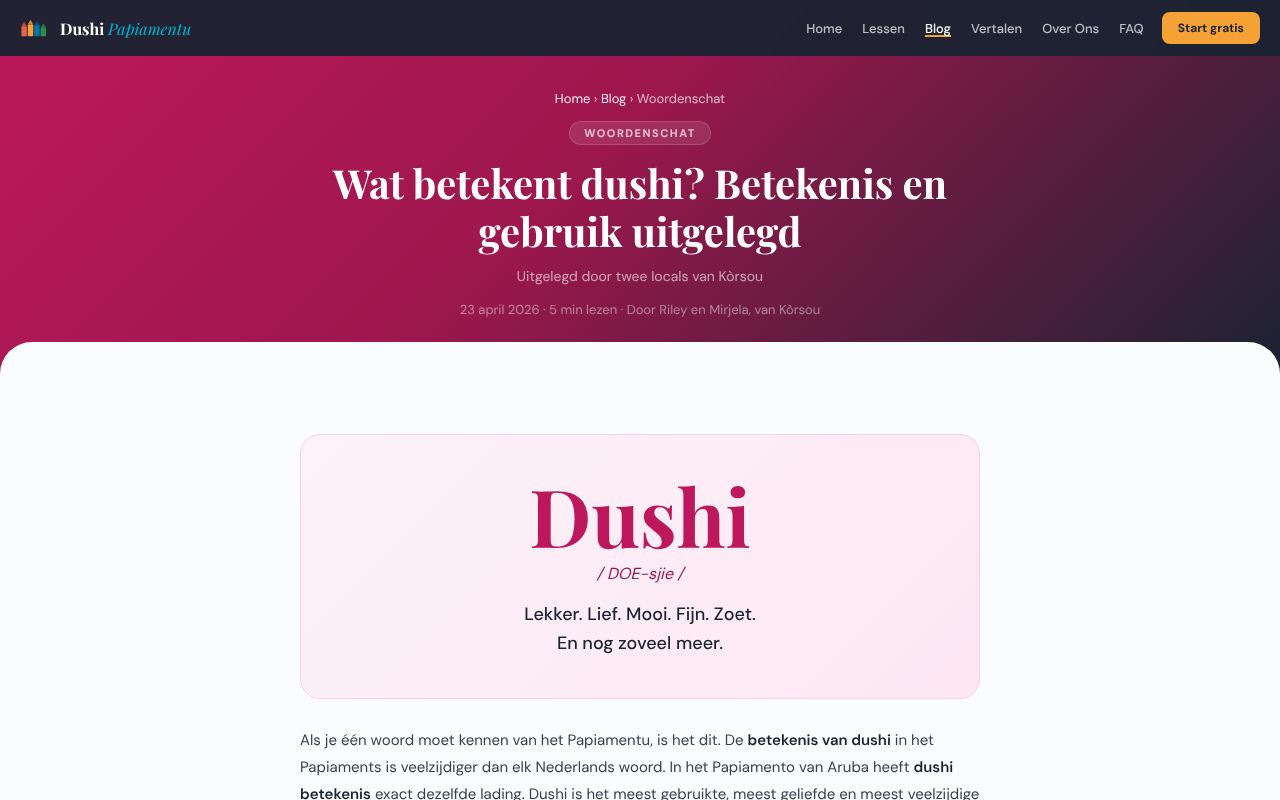 Dushi Papiamentu
Home Lessen Blog Vertalen Over Ons FAQ Start gratis
Home › Blog › Woordenschat
WOORDENSCHAT
Wat betekent dushi? Betekenis en
gebruik uitgelegd
Uitgelegd door twee locals van Kòrsou
23 april 2026 · 5 min lezen · Door Riley en Mirjela, van Kòrsou
Dushi
/ DOE-sjie /
Lekker. Lief. Mooi. Fijn. Zoet.
En nog zoveel meer.
Als je één woord moet kennen van het Papiamentu, is het dit. De betekenis van dushi in het
Papiaments is veelzijdiger dan elk Nederlands woord. In het Papiamento van Aruba heeft dushi
betekenis exact dezelfde lading. Dushi is het meest gebruikte, meest geliefde en meest veelzijdige